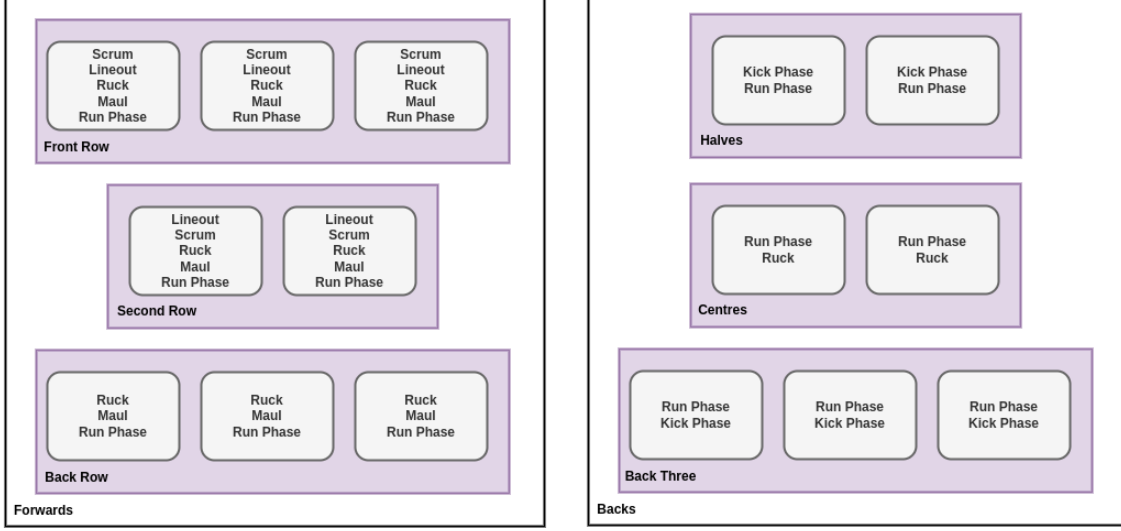 Scrum
Lineout
Ruck
Maul
Run Phase
Scrum
Lineout
Ruck
Maul
Run Phase
Scrum
Lineout
Ruck
Maul
Run Phase
Front Row
Lineout
Scrum
Ruck
Maul
Run Phase
Lineout
Scrum
Ruck
Maul
Run Phase
Second Row
Ruck
Maul
Run Phase
Ruck
Maul
Run Phase
Ruck
Maul
Run Phase
Back Row
Forwards
Kick Phase
Run Phase
Kick Phase
Run Phase
Halves
Run Phase
Ruck
Run Phase
Ruck
Centres
Run Phase
Kick Phase
Run Phase
Kick Phase
Run Phase
Kick Phase
Back Three
Backs